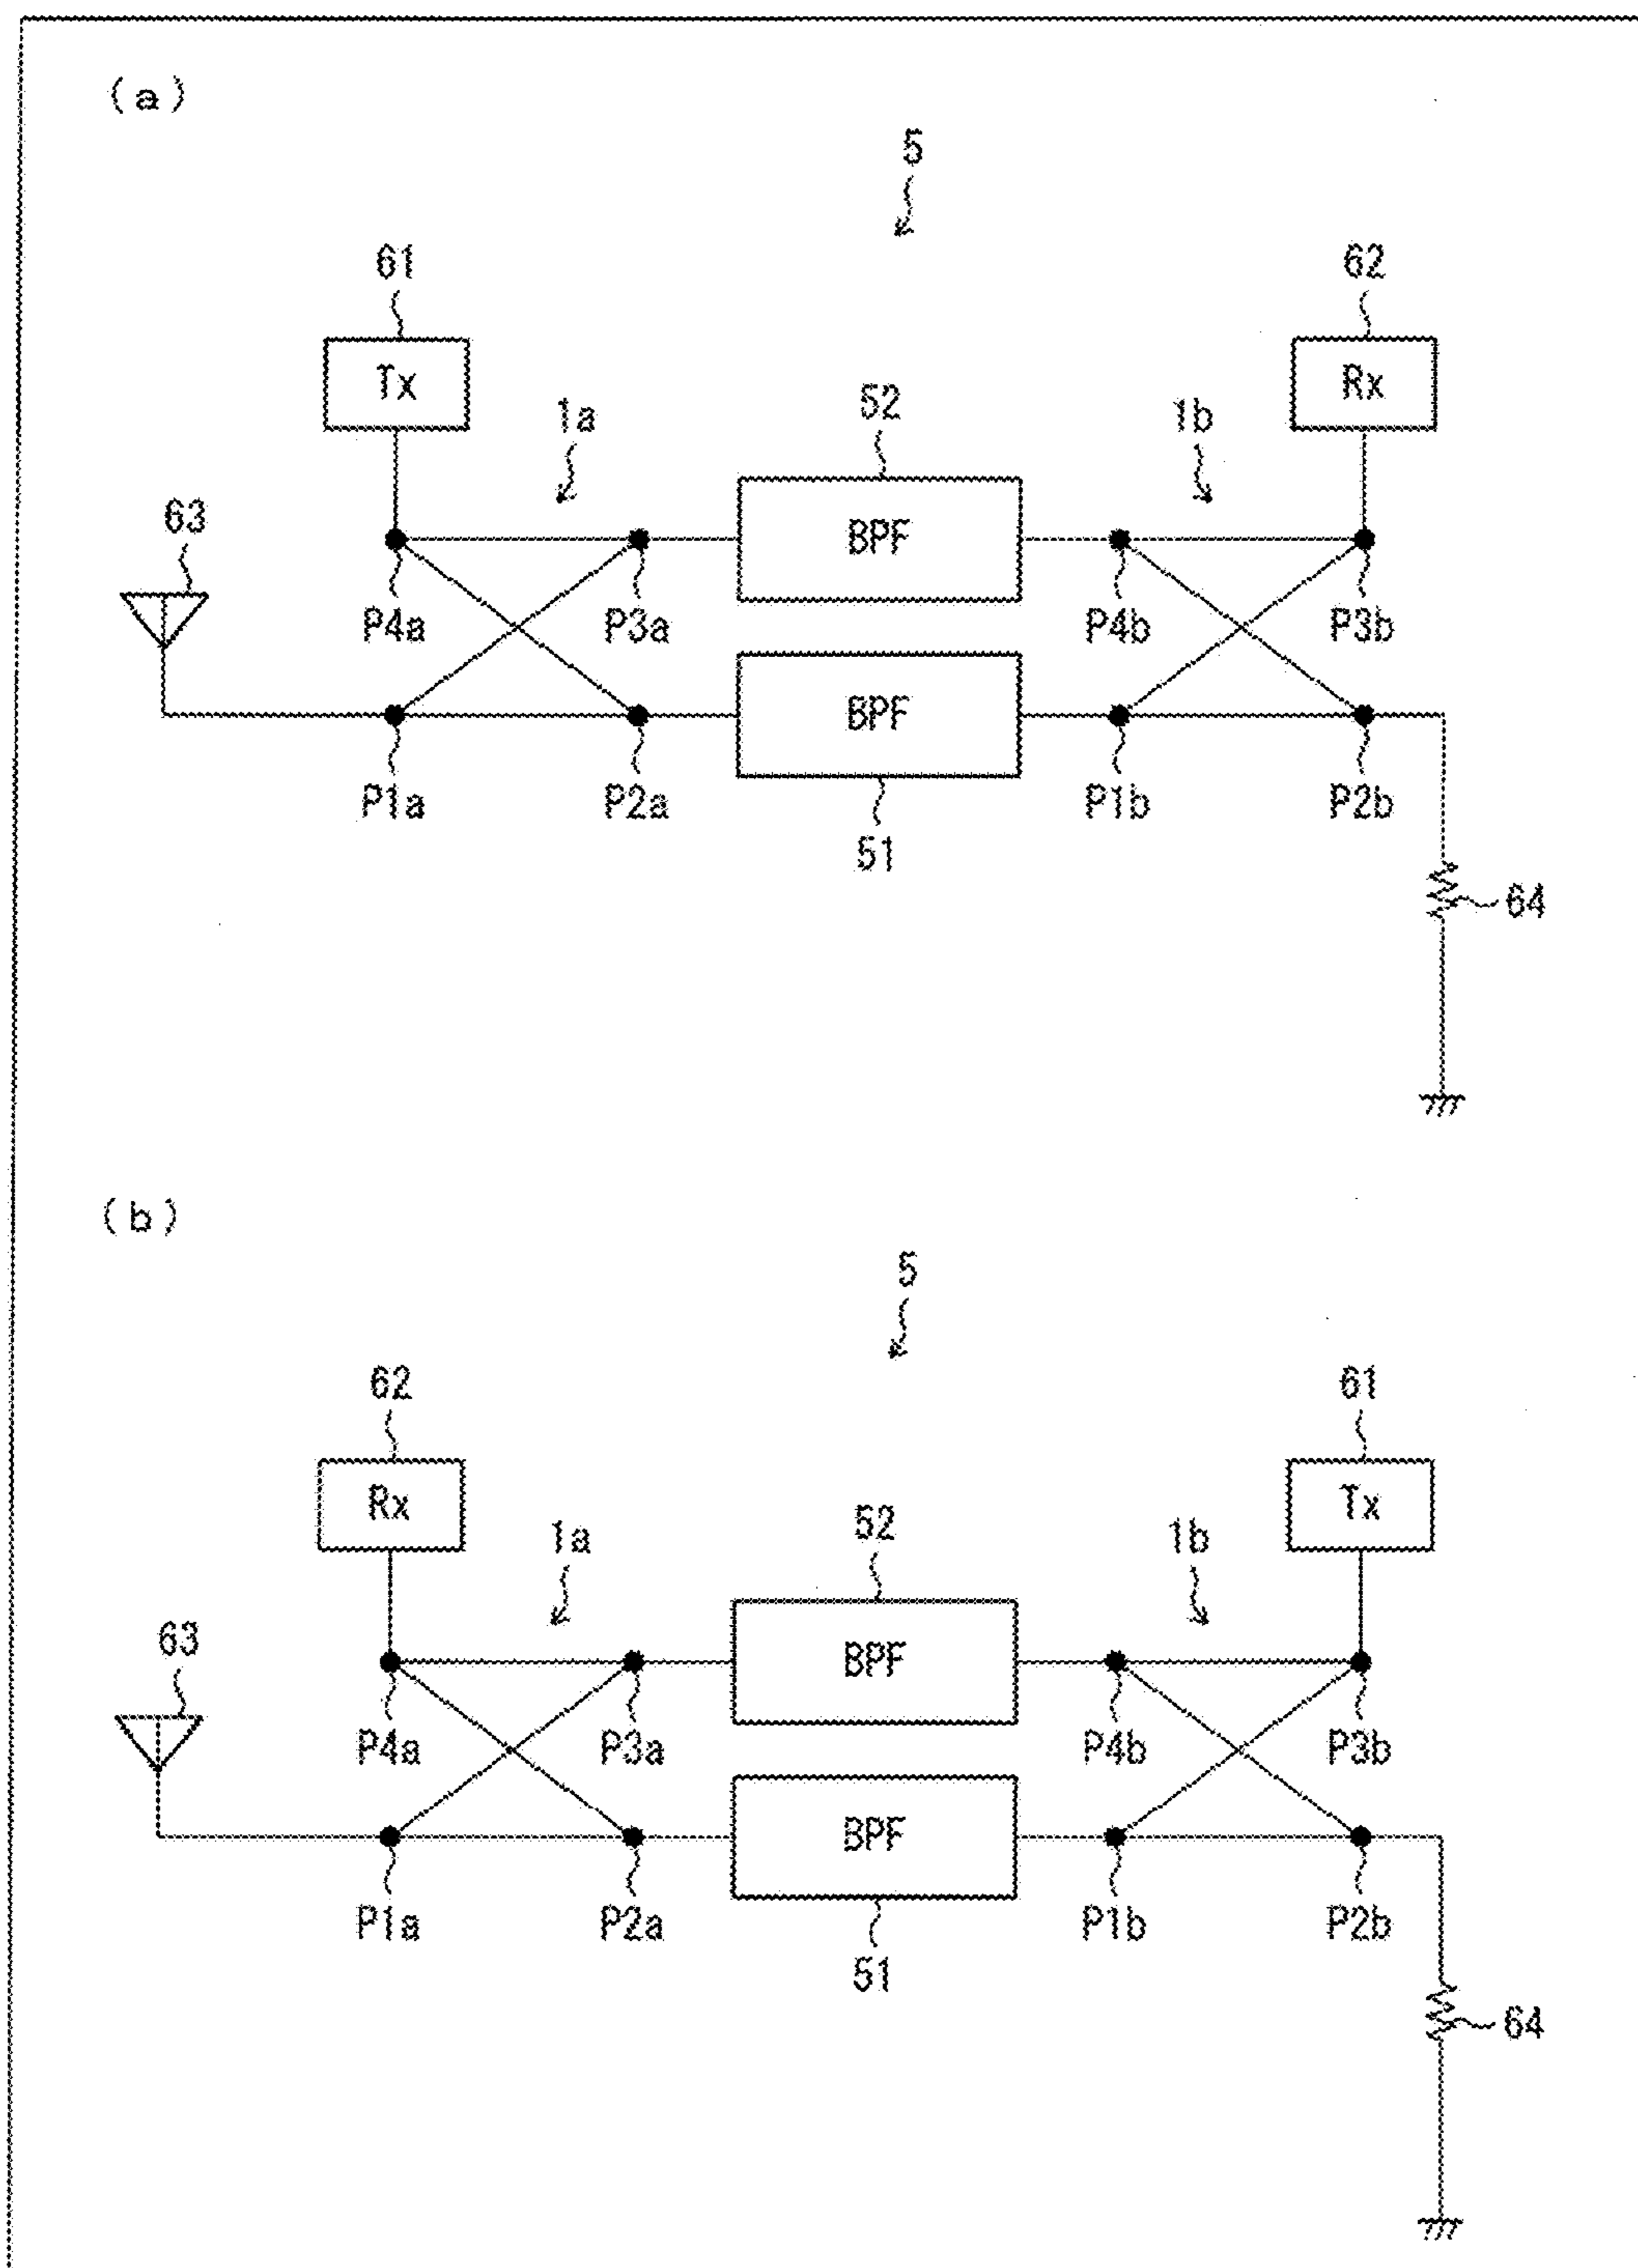 (a)
5
61
62
Tx
Rx
1a
52
1b
63
BPF
P4a
P3a
P4b
P3b
BPF
P1a
P2a
P1b
P2b
51
64
(b)
5
62
61
Rx
Tx
1a
52
1b
63
BPF
P4a
P3a
P4b
P3b
BPF
P1a
P2a
P1b
P2b
51
64